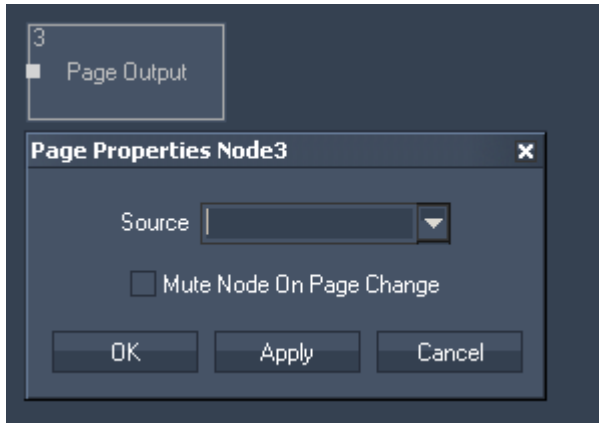 3
Page Output
Page Properties Node3
Source
Mute Node On Page Change
OK Apply Cancel